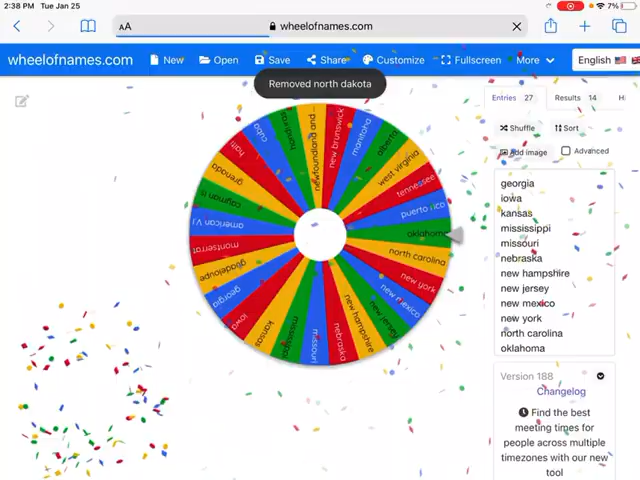 2:38 PM Tue Jan 25
7%
AA
wheelofnames.com
wheelofnames.com
New
Open
Save
Share
Customize
Fullscreen
More
English
Removed north dakota
Entries 27
Results 14
H
Shuffle
Sort
Add image
Advanced
georgia
iowa
kansas
mississippi
missouri
nebraska
new hampshire
new jersey
new mexico
new york
north carolina
oklahoma
newfoundland and
new brunswick
manitoba
alberta
west virginia
tennessee
puerto rico
oklahoma
north carolina
new york
new mexico
new jersey
new hampshire
nebraska
missouri
mississippi
kansas
iowa
georgia
guadeloupe
montserrat
american v.i
cayman is
grenada
haiti
cuba
honduras
Version 188
Changelog
Find the best
meeting times for
people across multiple
timezones with our new
tool